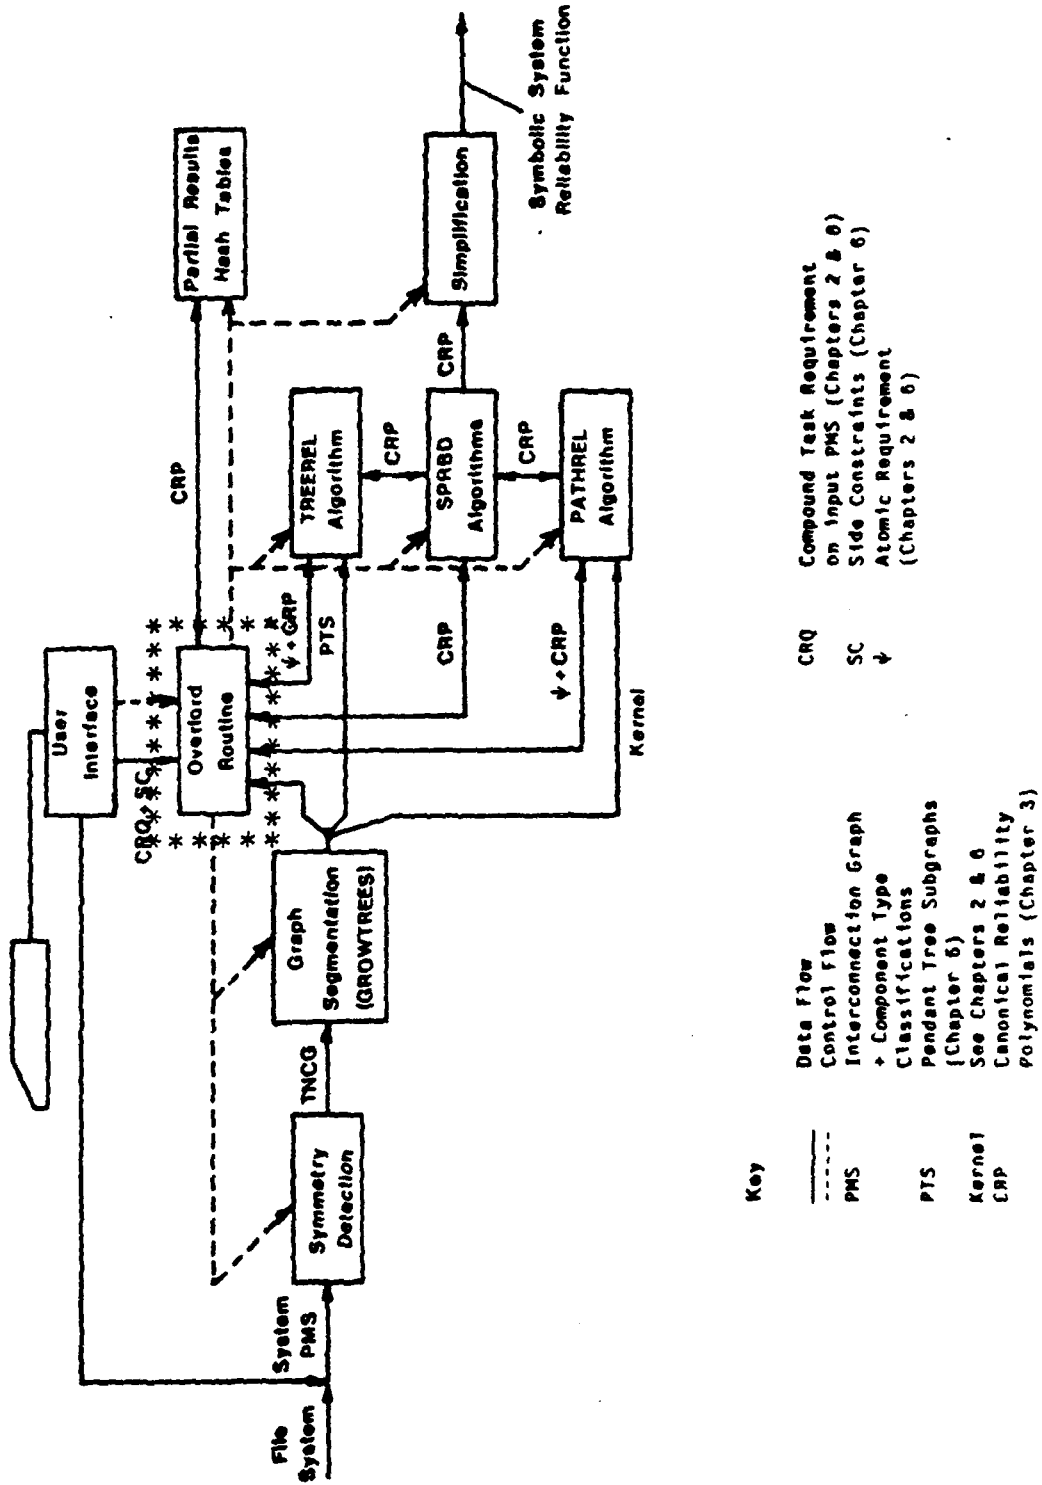 User
Interface
CRQ + SC
Overlord
Routine
CRP
Partial Results
Hash Tables
File
System
System
PMS
Symmetry
Detection
TNCG
Graph
Segmentation
(GROWTREES)
ψ + CRP
PTS
TREEREL
Algorithm
CRP
CRP
SPRBD
Algorithms
CRP
Simplification
Symbolic System
Reliability Function
CRP
ψ + CRP
PATHREL
Algorithm
Kernel
Key
Data Flow
Control Flow
PMS Interconnection Graph
+ Component Type
Classifications
PTS Pendant Tree Subgraphs
(Chapter 5)
Kernel See Chapters 2 & 6
CRP Canonical Reliability
Polynomials (Chapter 3)
CRQ Compound Task Requirement
on input PMS (Chapters 2 & 6)
SC Side Constraints (Chapter 6)
ψ Atomic Requirement
(Chapters 2 & 6)